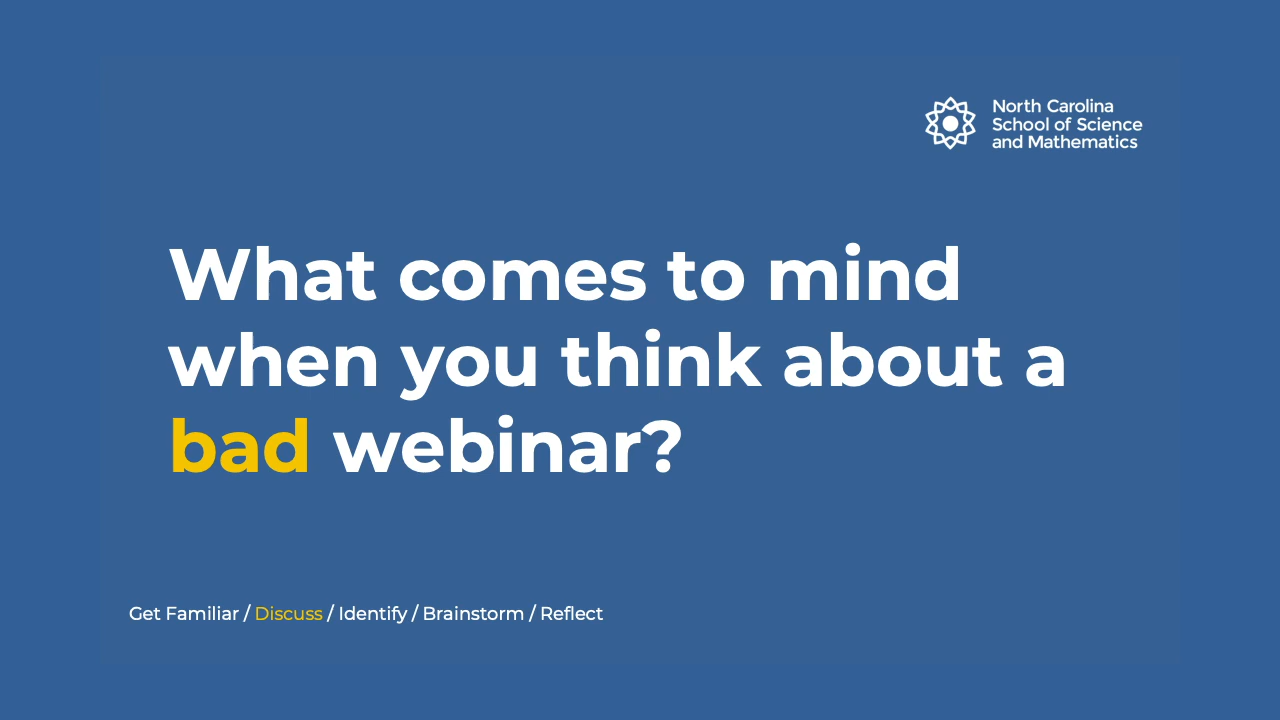 North Carolina
School of Science
and Mathematics
What comes to mind
when you think about a
bad webinar?
Get Familiar / Discuss / Identify / Brainstorm / Reflect